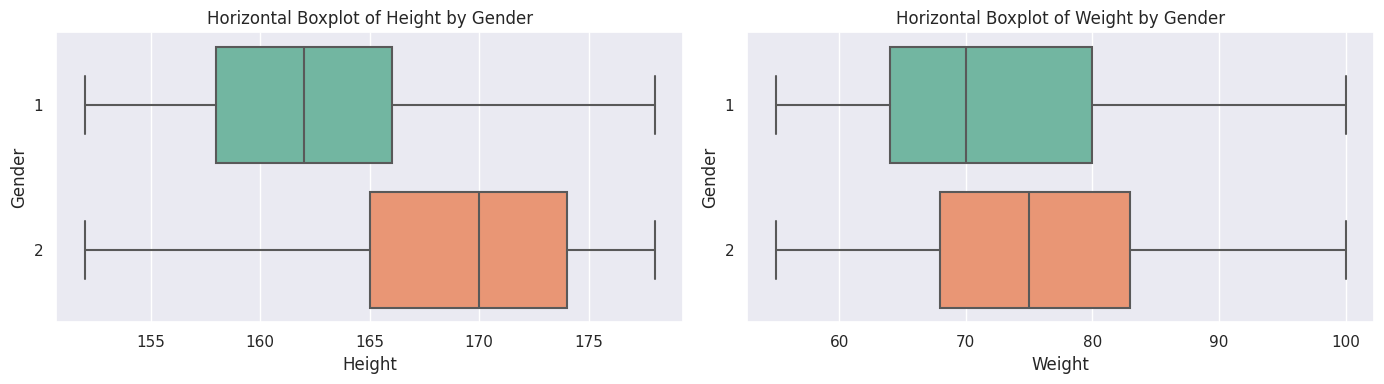 Horizontal Boxplot of Height by Gender
Gender
1
2
155 160 165 170 175
Height
Horizontal Boxplot of Weight by Gender
Gender
1
2
60 70 80 90 100
Weight